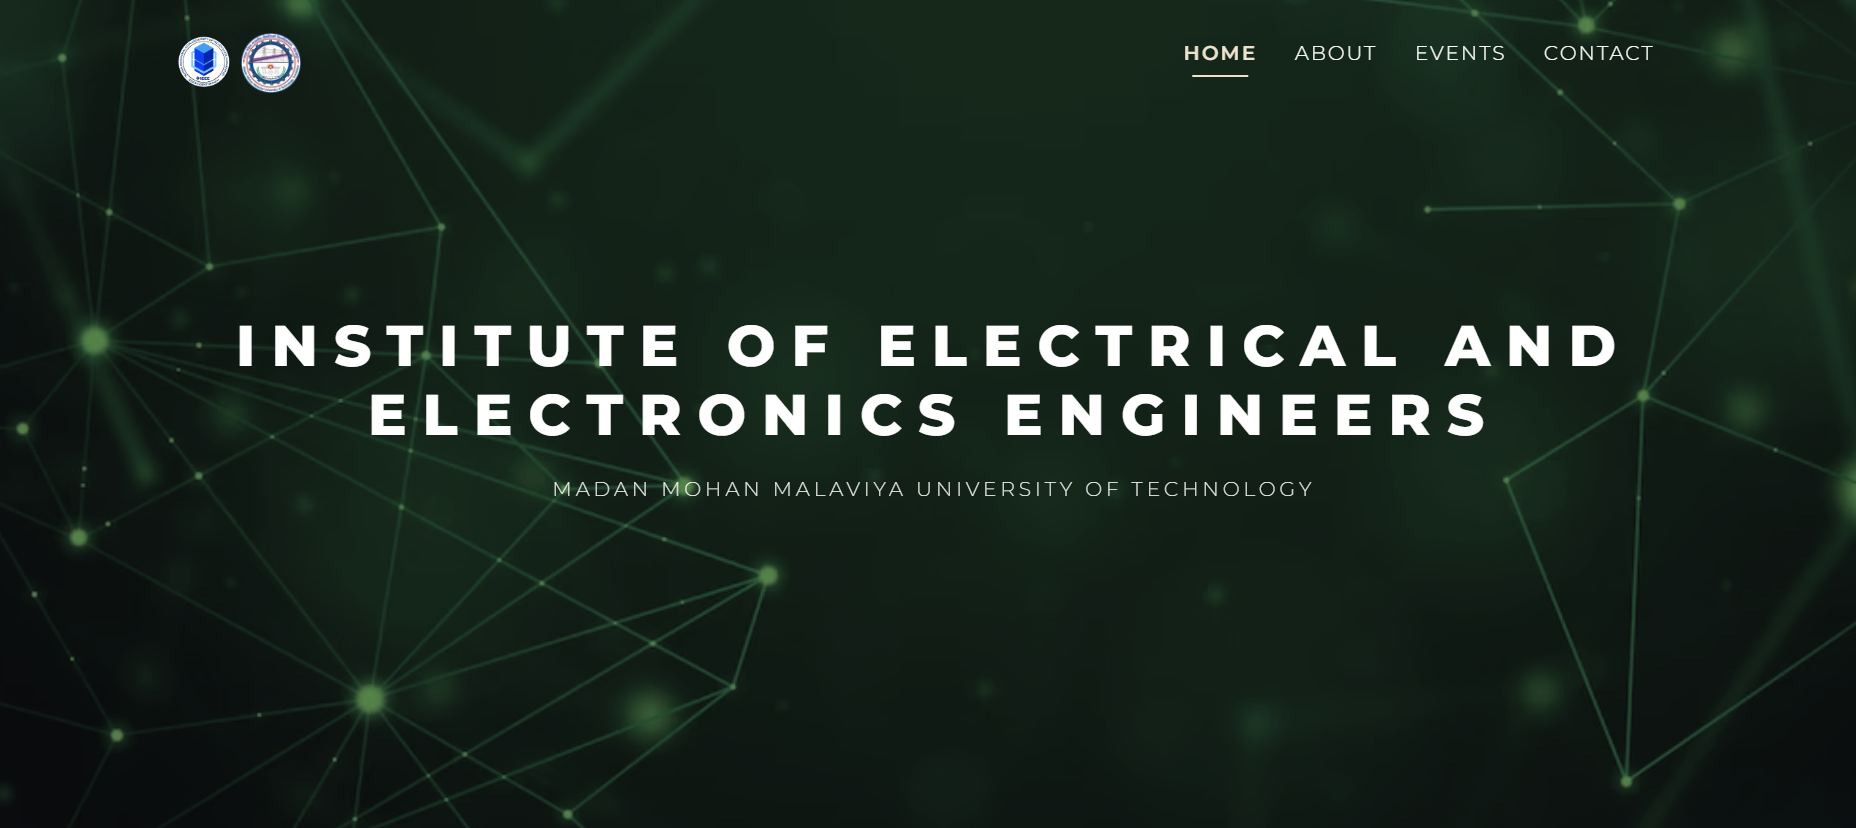 HOME ABOUT EVENTS CONTACT
INSTITUTE OF ELECTRICAL AND
ELECTRONICS ENGINEERS
MADAN MOHAN MALAVIYA UNIVERSITY OF TECHNOLOGY